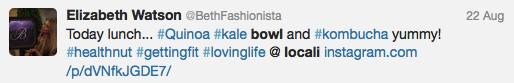 Elizabeth Watson @BethFashionista 22 Aug
Today lunch... #Quinoa #kale bowl and #kombucha yummy!
#healthnut #gettingfit #lovinglife @ locali instagram.com
/p/dVNfkJGDE7/